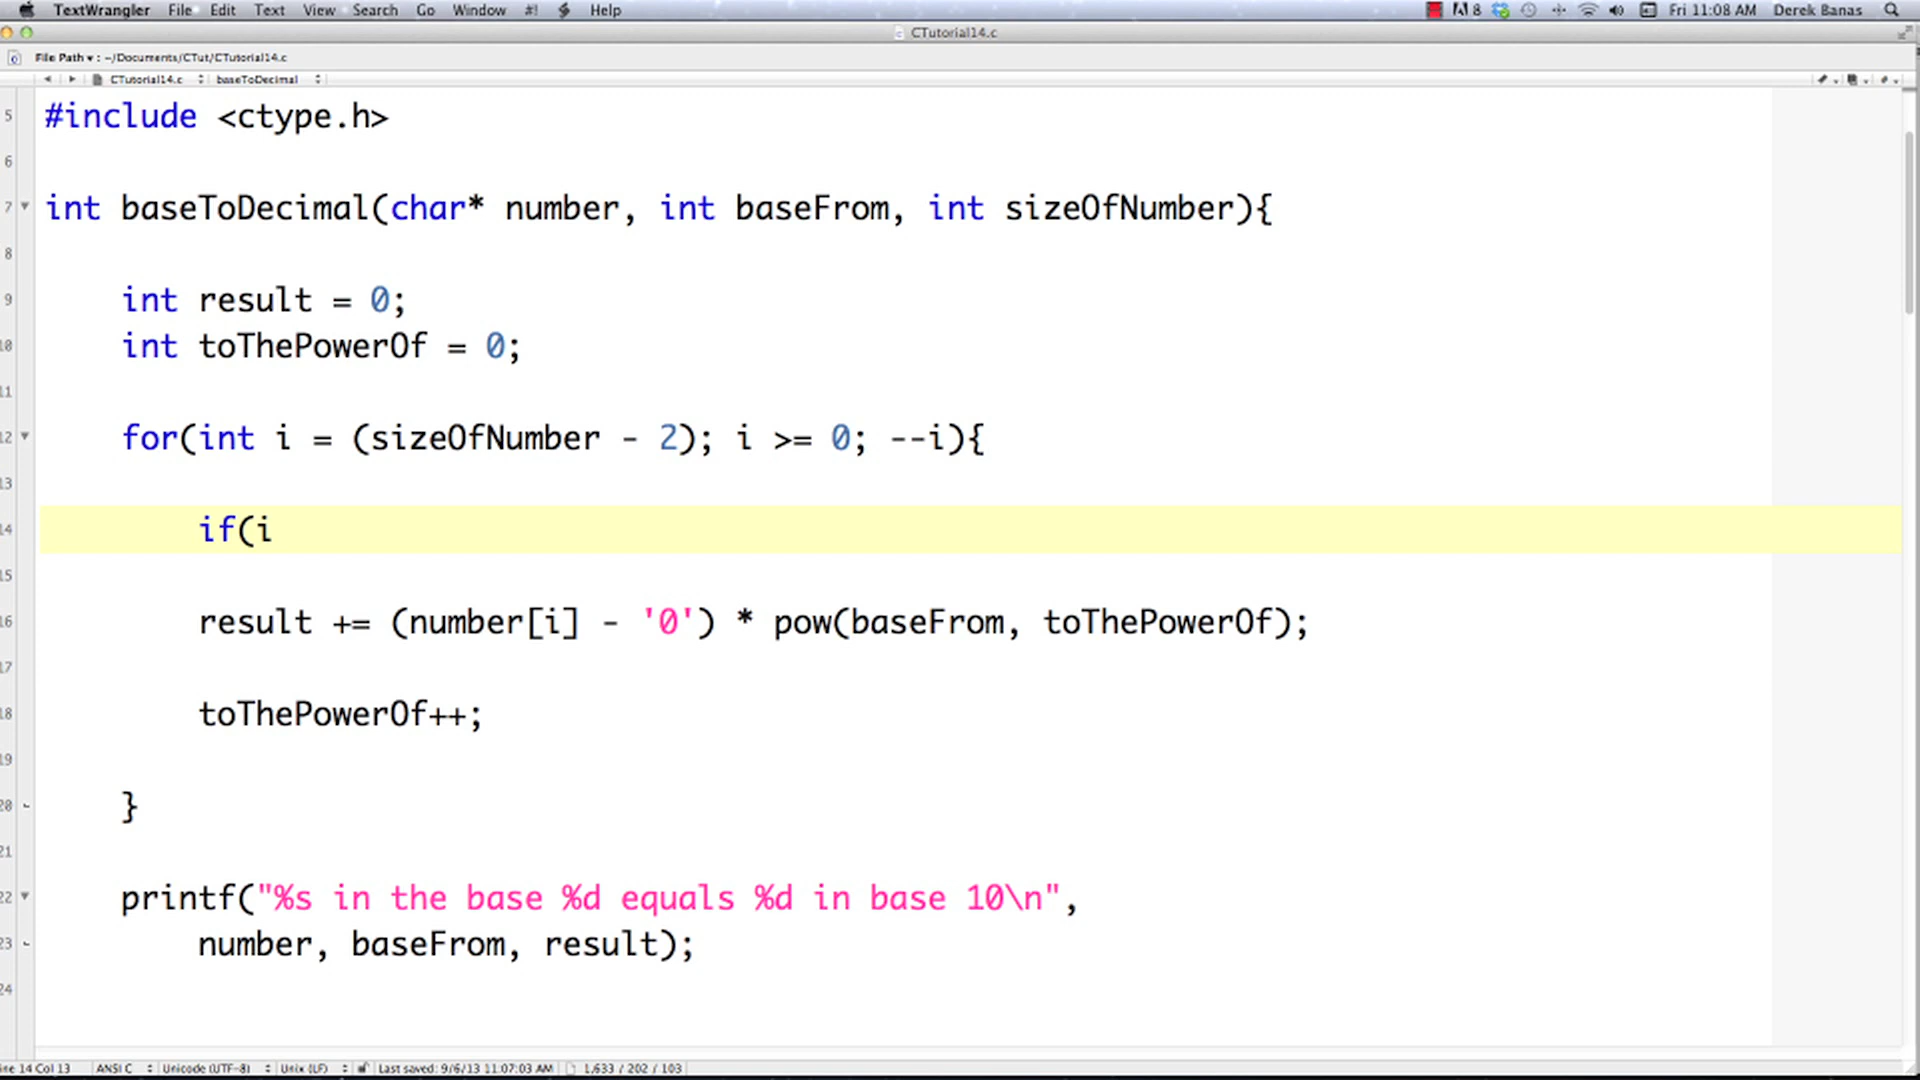 TextWrangler File Edit Text View Search Go Window #! Help 8 Fri 11:08 AM Derek Banas
CTutorial14.c
File Path ▾ : ~/Documents/CTut/CTutorial14.c
CTutorial14.c baseToDecimal
5 #include <ctype.h>
6
7 int baseToDecimal(char* number, int baseFrom, int sizeOfNumber){
8
9 int result = 0;
10 int toThePowerOf = 0;
11
12 for(int i = (sizeOfNumber - 2); i >= 0; --i){
13
14 if(i
15
16 result += (number[i] - '0') * pow(baseFrom, toThePowerOf);
17
18 toThePowerOf++;
19
20 }
21
22 printf("%s in the base %d equals %d in base 10\n",
23 number, baseFrom, result);
24
ine 14 Col 13 ANSI C Unicode (UTF-8) Unix (LF) Last saved: 9/6/13 11:07:03 AM 1,633 / 202 / 103